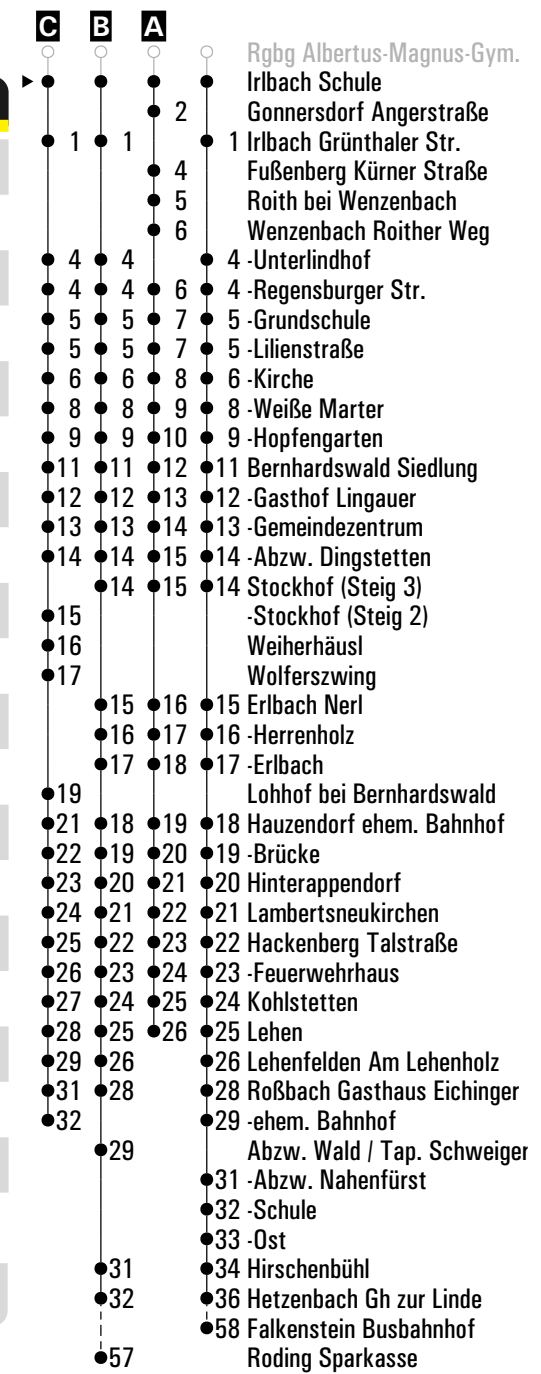 C B A
Rgbg Albertus-Magnus-Gym.
Irlbach Schule
2 Gonnersdorf Angerstraße
1 1 1 Irlbach Grünthaler Str.
4 Fußenberg Kürner Straße
5 Roith bei Wenzenbach
6 Wenzenbach Roither Weg
4 4 4 -Unterlindhof
4 4 6 4 -Regensburger Str.
5 5 7 5 -Grundschule
5 5 7 5 -Lilienstraße
6 6 8 6 -Kirche
8 8 9 8 -Weiße Marter
9 9 10 9 -Hopfengarten
11 11 12 11 Bernhardswald Siedlung
12 12 13 12 -Gasthof Lingauer
13 13 14 13 -Gemeindezentrum
14 14 15 14 -Abzw. Dingstetten
14 15 14 Stockhof (Steig 3)
15 -Stockhof (Steig 2)
16 Weiherhäusl
17 Wolferszwing
15 16 15 Erlbach Nerl
16 17 16 -Herrenholz
17 18 17 -Erlbach
19 Lohhof bei Bernhardswald
21 18 19 18 Hauzendorf ehem. Bahnhof
22 19 20 19 -Brücke
23 20 21 20 Hinterappendorf
24 21 22 21 Lambertsneukirchen
25 22 23 22 Hackenberg Talstraße
26 23 24 23 -Feuerwehrhaus
27 24 25 24 Kohlstetten
28 25 26 25 Lehen
29 26 26 Lehenfelden Am Lehenholz
31 28 28 Roßbach Gasthaus Eichinger
32 29 -ehem. Bahnhof
29 Abzw. Wald / Tap. Schweiger
31 -Abzw. Nahenfürst
32 -Schule
33 -Ost
31 34 Hirschenbühl
32 36 Hetzenbach Gh zur Linde
58 Falkenstein Busbahnhof
57 Roding Sparkasse